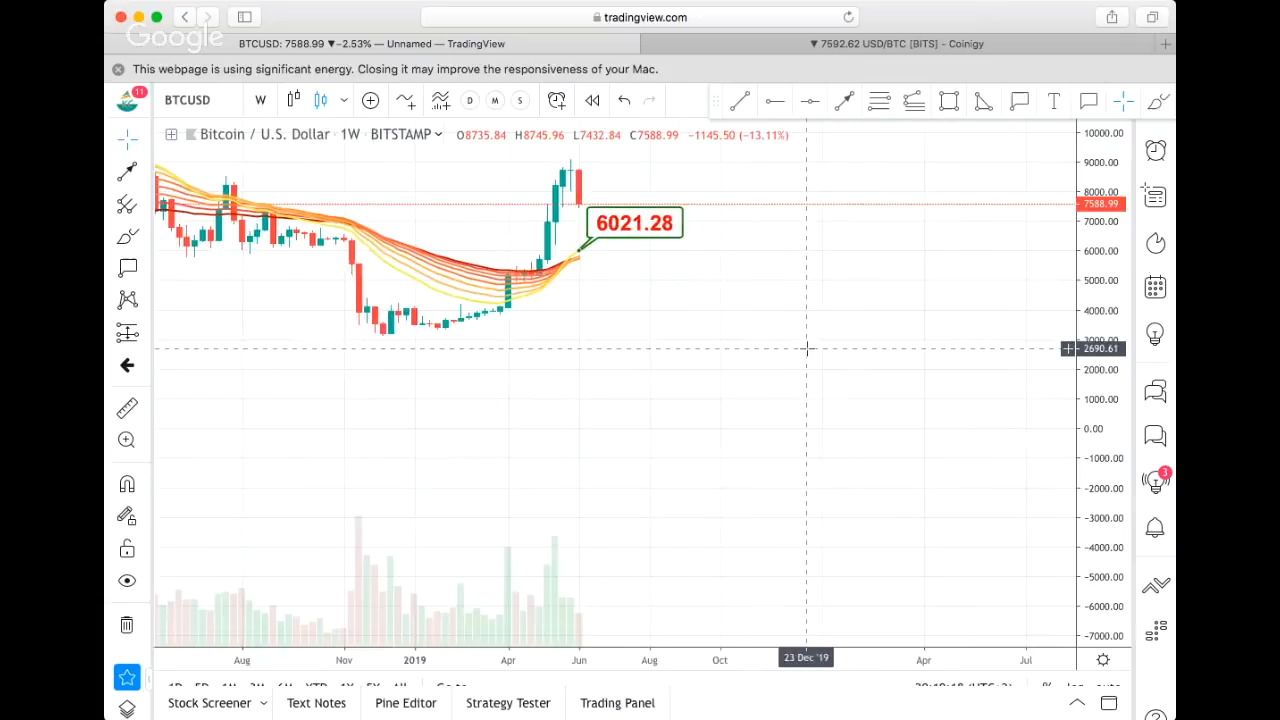 tradingview.com
Google
BTCUSD: 7588.99 ▼−2.53% — Unnamed — TradingView
▼ 7592.62 USD/BTC [BITS] - Coinigy
This webpage is using significant energy. Closing it may improve the responsiveness of your Mac.
11
BTCUSD
W
D
M
S
T
Bitcoin / U.S. Dollar · 1W · BITSTAMP
O8735.84 H8745.96 L7432.84 C7588.99 −1145.50 (−13.11%)
10000.00
9000.00
8000.00
7588.99
7000.00
6021.28
6000.00
5000.00
4000.00
3000.00
2690.61
2000.00
1000.00
0.00
−1000.00
−2000.00
3
−3000.00
−4000.00
−5000.00
−6000.00
−7000.00
Aug
Nov
2019
Apr
Jun
Aug
Oct
23 Dec '19
Apr
Jul
Stock Screener
Text Notes
Pine Editor
Strategy Tester
Trading Panel